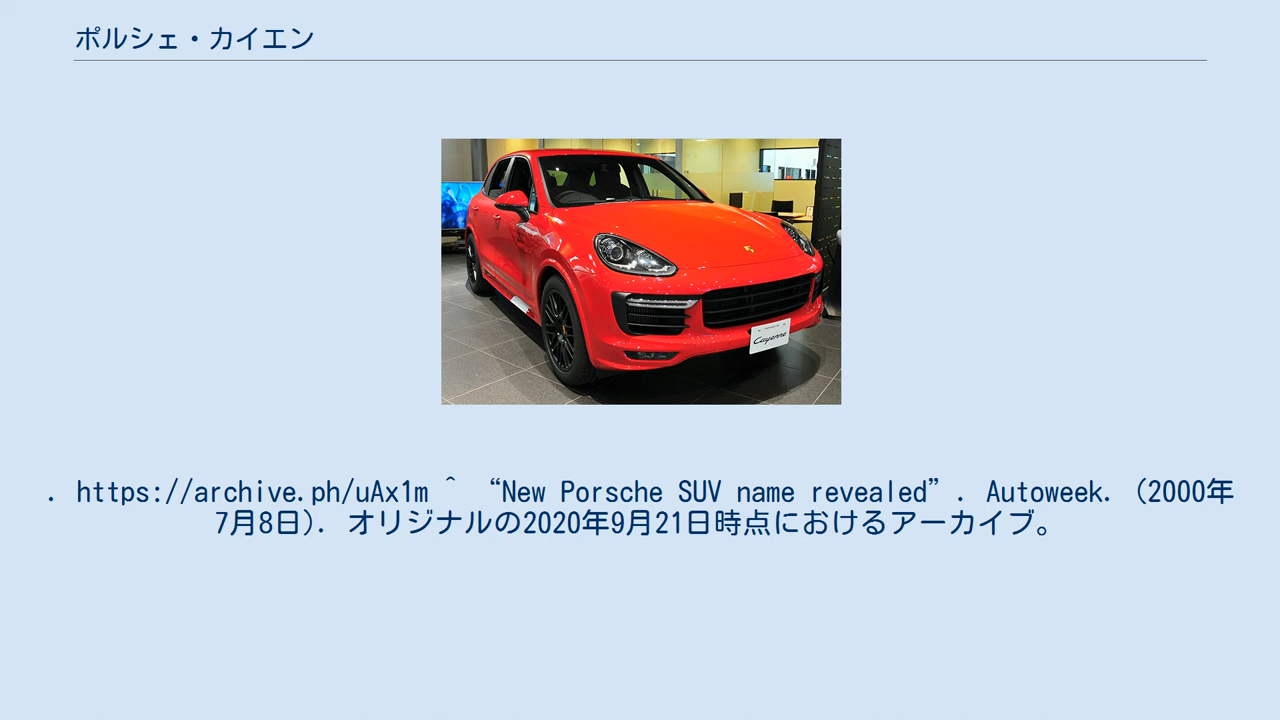 ポルシェ・カイエン
Cayenne
. https://archive.ph/uAx1m ^ “New Porsche SUV name revealed”. Autoweek. (2000年
7月8日). オリジナルの2020年9月21日時点におけるアーカイブ。